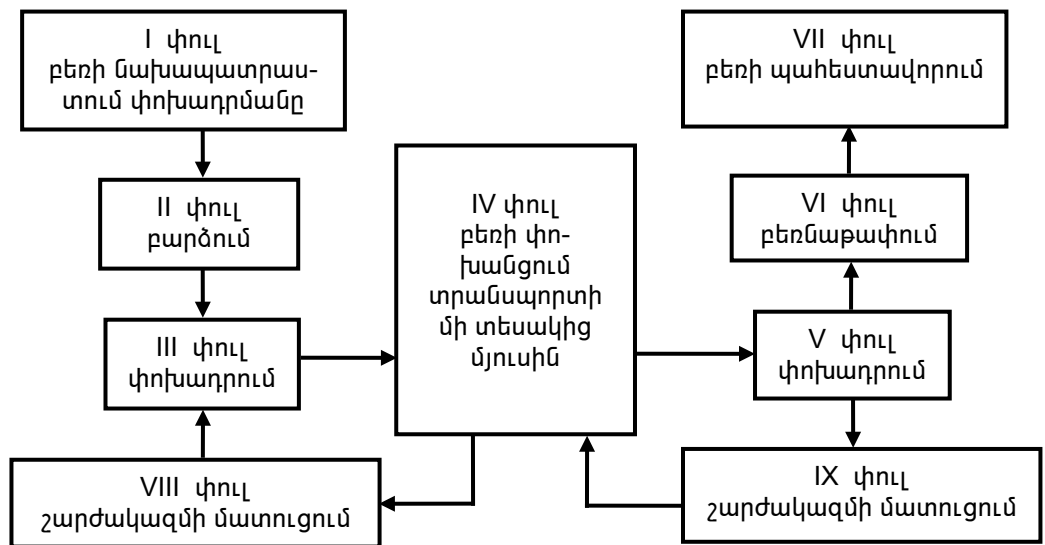 I փուլ
բեռի նախապատրաս-
տում փոխադրմանը
II փուլ
բարձում
III փուլ
փոխադրում
VIII փուլ
շարժակազմի մատուցում
IV փուլ
բեռի փո-
խանցում
տրանսպորտի
մի տեսակից
մյուսին
VII փուլ
բեռի պահեստավորում
VI փուլ
բեռնաթափում
V փուլ
փոխադրում
IX փուլ
շարժակազմի մատուցում